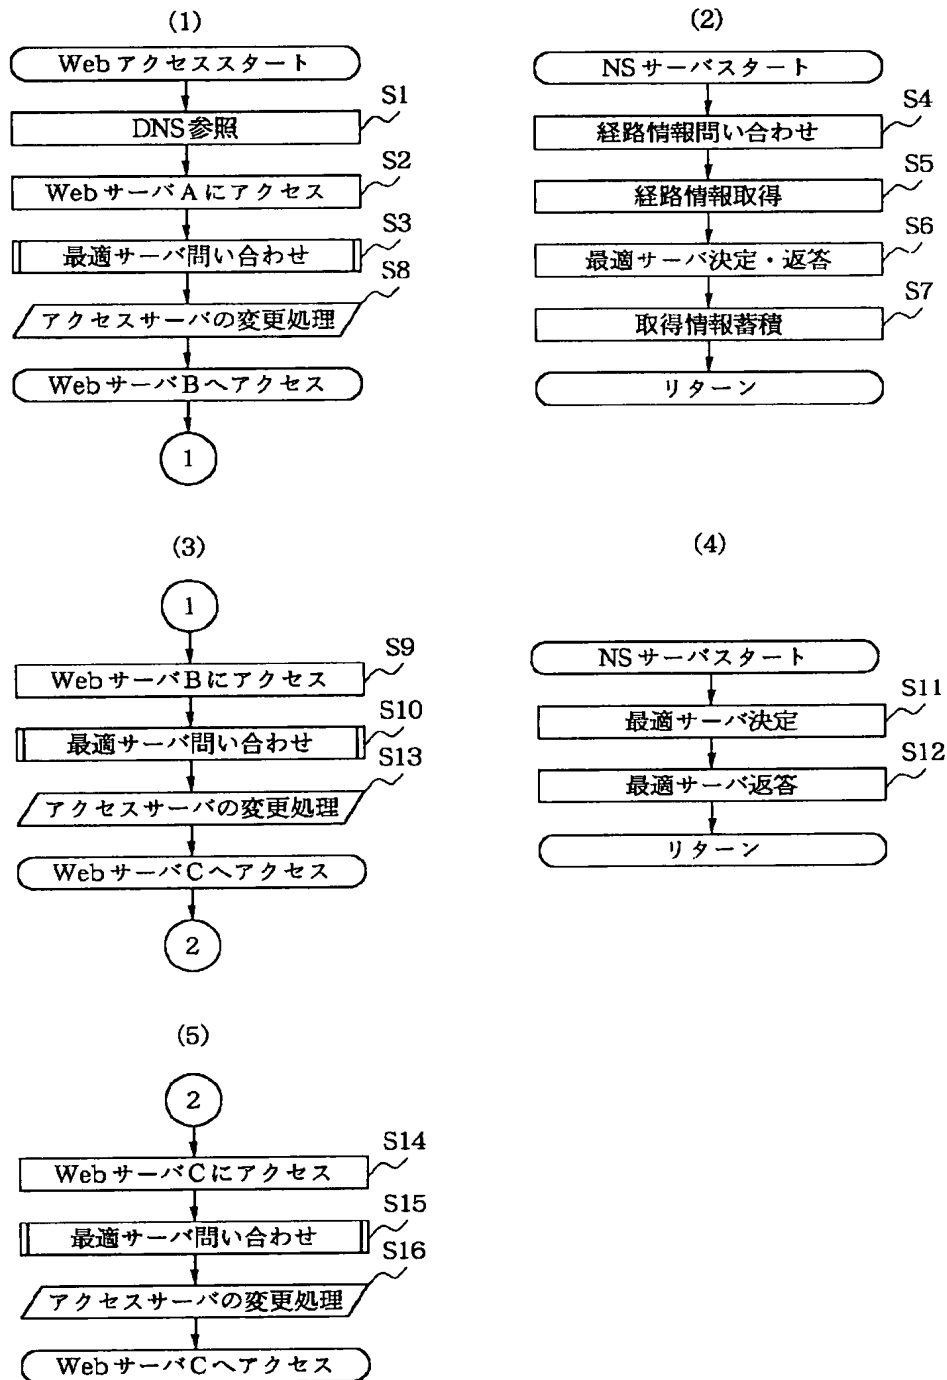 (1)
Webアクセススタート
S1
DNS参照
S2
WebサーバAにアクセス
S3
最適サーバ問い合わせ
S8
アクセスサーバの変更処理
WebサーバBへアクセス
1
(2)
NSサーバスタート
S4
経路情報問い合わせ
S5
経路情報取得
S6
最適サーバ決定・返答
S7
取得情報蓄積
リターン
(3)
1
S9
WebサーバBにアクセス
S10
最適サーバ問い合わせ
S13
アクセスサーバの変更処理
WebサーバCへアクセス
2
(4)
NSサーバスタート
S11
最適サーバ決定
S12
最適サーバ返答
リターン
(5)
2
S14
WebサーバCにアクセス
S15
最適サーバ問い合わせ
S16
アクセスサーバの変更処理
WebサーバCへアクセス